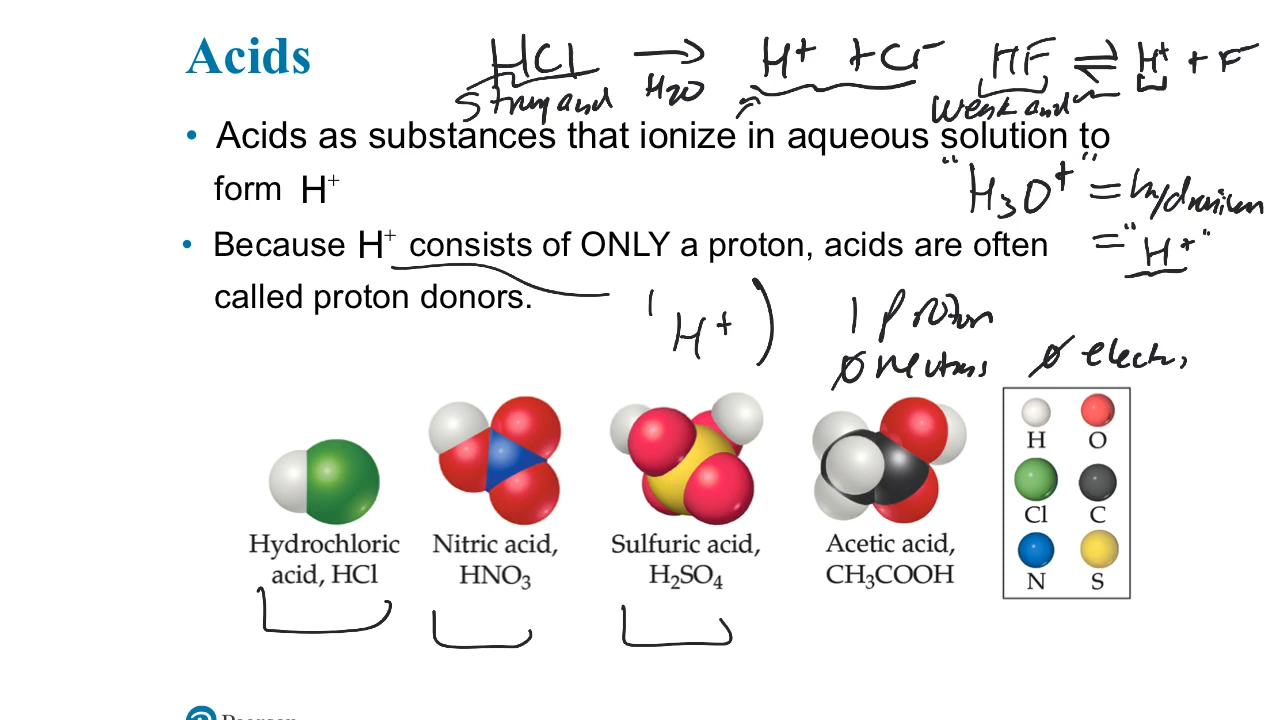 Acids
HCl → H⁺ + Cl⁻
H₂O
strong acid
HF ⇌ H⁺ + F⁻
weak acid
• Acids as substances that ionize in aqueous solution to
form H⁺
"H₃O⁺" = hydronium
= "H⁺"
• Because H⁺ consists of ONLY a proton, acids are often
called proton donors.
¹H⁺)
1 proton
0 neutrons
0 electrons
Hydrochloric
acid, HCl
Nitric acid,
HNO₃
Sulfuric acid,
H₂SO₄
Acetic acid,
CH₃COOH
H O
Cl C
N S
Pearson